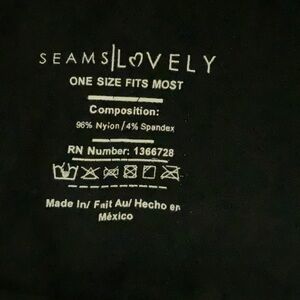 SEAMS|LOVELY
ONE SIZE FITS MOST
Composition:
96% Nylon/4% Spandex
RN Number: 1366728
Made In/ Fait Au/ Hecho en
México